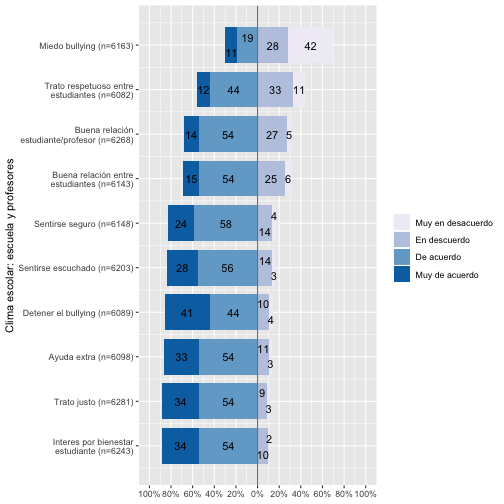 Clima escolar: escuela y profesores
Miedo bullying (n=6163)
11
19
28
42
Trato respetuoso entre
estudiantes (n=6082)
12
44
33
11
Buena relación
estudiante/profesor (n=6268)
14
54
27
5
Buena relación entre
estudiantes (n=6143)
15
54
25
6
Sentirse seguro (n=6148)
24
58
14
4
Sentirse escuchado (n=6203)
28
56
14
3
Detener el bullying (n=6089)
41
44
10
4
Ayuda extra (n=6098)
33
54
11
3
Trato justo (n=6281)
34
54
9
3
Interes por bienestar
estudiante (n=6243)
34
54
10
2
100% 80% 60% 40% 20% 0% 20% 40% 60% 80% 100%
Muy en desacuerdo
En descuerdo
De acuerdo
Muy de acuerdo